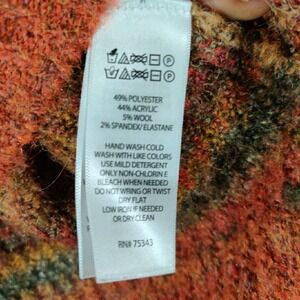 49% POLYESTER
44% ACRYLIC
5% WOOL
2% SPANDEX/ ELASTANE
HAND WASH COLD
WASH WITH LIKE COLORS
USE MILD DETERGENT
ONLY NON-CHLORIN E
BLEACH WHEN NEEDED
DO NOT WRING OR TWIST
DRY FLAT
LOW IRON IF NEEDED
OR DRY CLEAN
RN# 75343